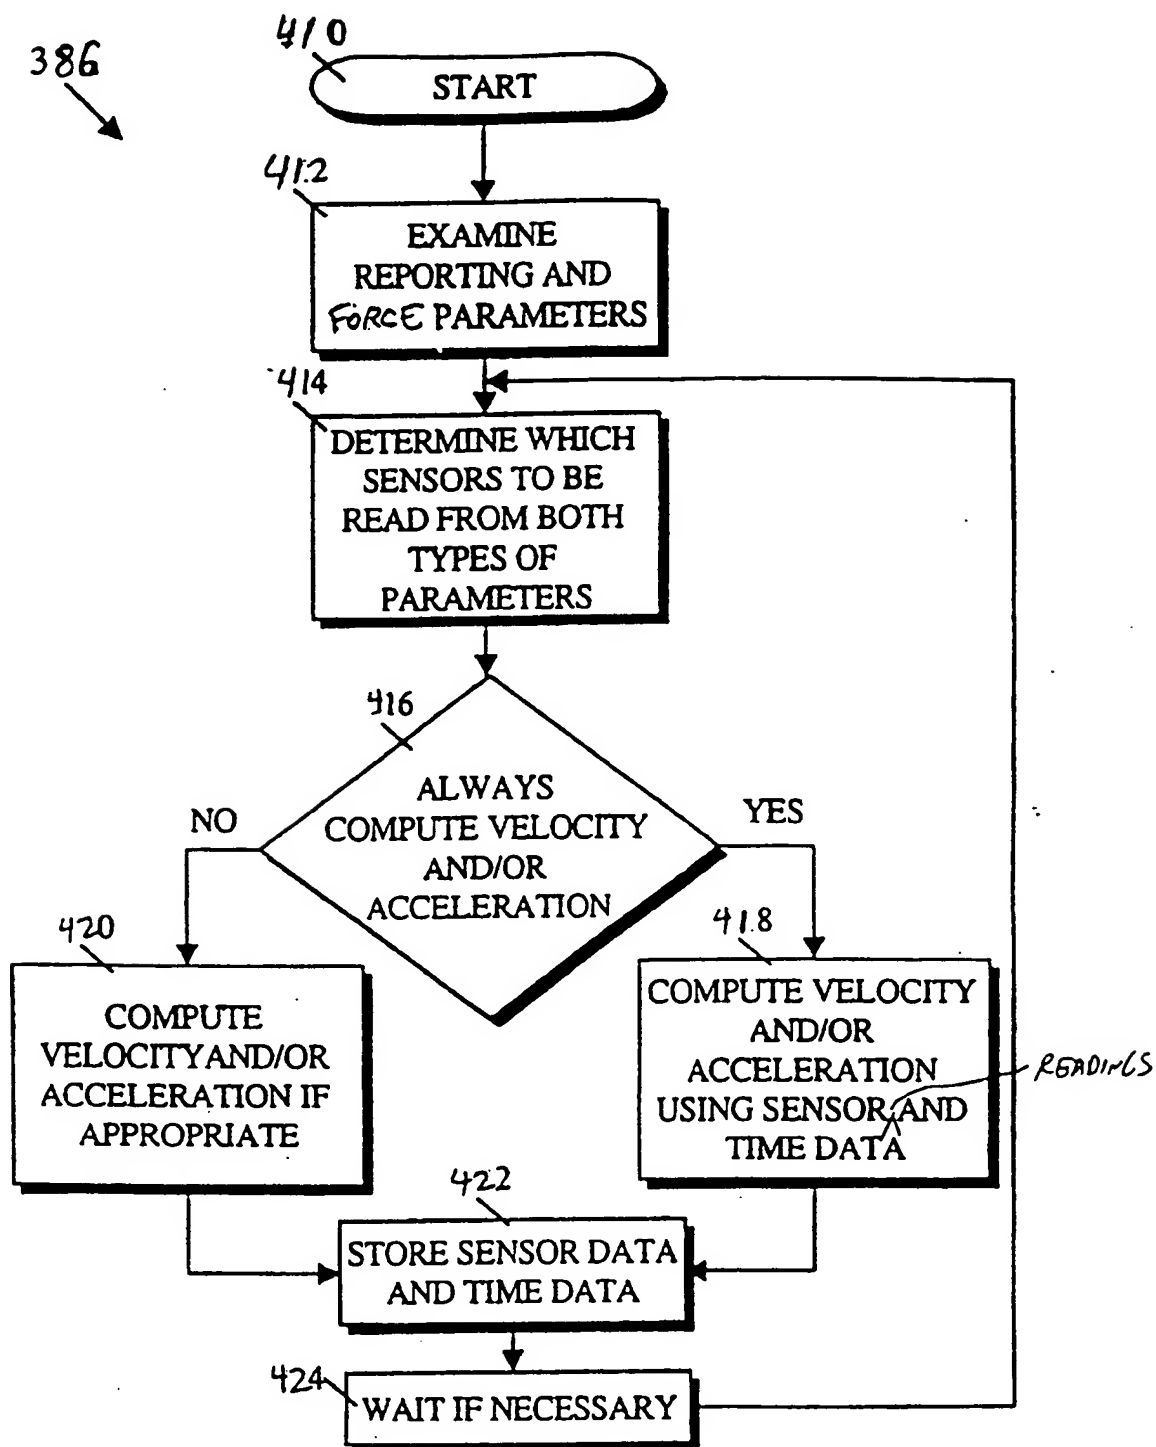 386
410
START
412
EXAMINE
REPORTING AND
FORCE PARAMETERS
414
DETERMINE WHICH
SENSORS TO BE
READ FROM BOTH
TYPES OF
PARAMETERS
416
ALWAYS
COMPUTE VELOCITY
AND/OR
ACCELERATION
NO
YES
420
COMPUTE
VELOCITYAND/OR
ACCELERATION IF
APPROPRIATE
418
COMPUTE VELOCITY
AND/OR
ACCELERATION
READINGS
USING SENSOR AND
TIME DATA
422
STORE SENSOR DATA
AND TIME DATA
424
WAIT IF NECESSARY